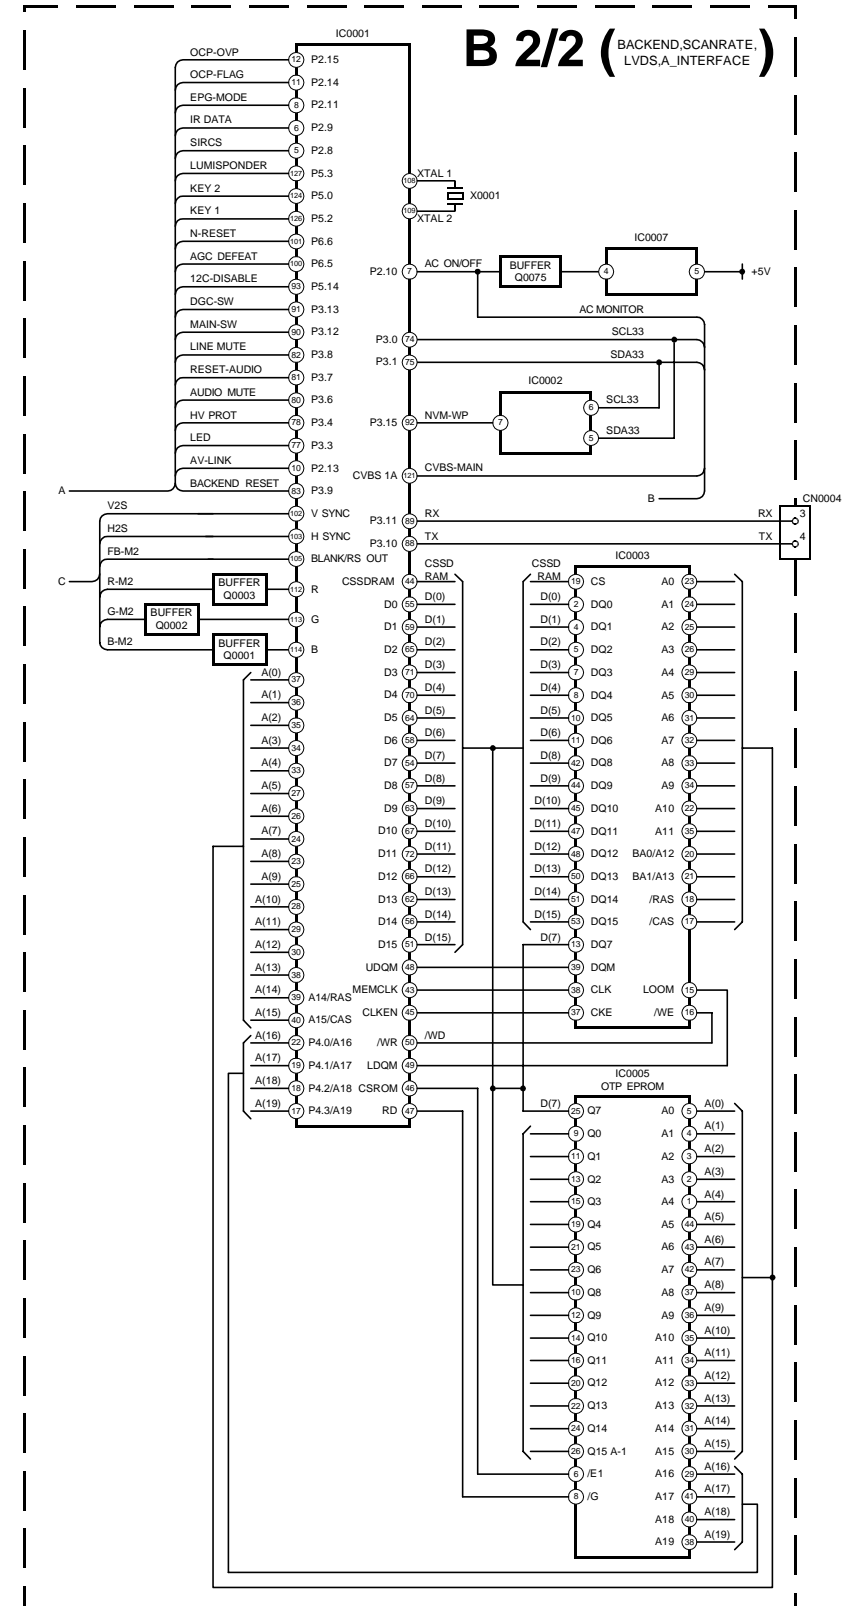 B 2/2 ( BACKEND,SCANRATE,
LVDS,A_INTERFACE )
IC0001
OCP-OVP 12 P2.15
OCP-FLAG 11 P2.14
EPG-MODE 8 P2.11
IR DATA 6 P2.9
SIRCS 5 P2.8
LUMISPONDER 127 P5.3
KEY 2 124 P5.0
KEY 1 126 P5.2
N-RESET 101 P6.6
AGC DEFEAT 100 P6.5
12C-DISABLE 93 P5.14
DGC-SW 91 P3.13
MAIN-SW 90 P3.12
LINE MUTE 82 P3.8
RESET-AUDIO 81 P3.7
AUDIO MUTE 80 P3.6
HV PROT 78 P3.4
LED 77 P3.3
AV-LINK 10 P2.13
BACKEND RESET 83 P3.9
A
V2S 102 V SYNC
H2S 103 H SYNC
FB-M2 105 BLANK/RS OUT
C
R-M2 BUFFER Q0003 112 R
G-M2 BUFFER Q0002 113 G
B-M2 BUFFER Q0001 114 B
A(0) 37
A(1) 36
A(2) 35
A(3) 34
A(4) 33
A(5) 27
A(6) 26
A(7) 24
A(8) 23
A(9) 25
A(10) 28
A(11) 29
A(12) 30
A(13) 38
A(14) 39 A14/RAS
A(15) 40 A15/CAS
A(16) 22 P4.0/A16
A(17) 19 P4.1/A17
A(18) 18 P4.2/A18
A(19) 17 P4.3/A19
108 XTAL 1
X0001
109 XTAL 2
P2.10 7 AC ON/OFF BUFFER Q0075
IC0007
4 5 +5V
AC MONITOR
P3.0 74 SCL33
P3.1 75 SDA33
IC0002
P3.15 92 NVM-WP 7
6 SCL33
5 SDA33
CVBS 1A 121 CVBS-MAIN
B
CN0004
P3.11 89 RX RX 3
P3.10 88 TX TX 4
CSSDRAM 44 CSSD RAM
D0 55 D(0)
D1 59 D(1)
D2 65 D(2)
D3 71 D(3)
D4 70 D(4)
D5 64 D(5)
D6 58 D(6)
D7 54 D(7)
D8 57 D(8)
D9 63 D(9)
D10 67 D(10)
D11 72 D(11)
D12 66 D(12)
D13 62 D(13)
D14 56 D(14)
D15 51 D(15)
UDQM 48
MEMCLK 43
CLKEN 45
/WR 50 /WD
LDQM 49
CSROM 46
RD 47
IC0003
CSSD RAM 19 CS A0 23
D(0) 2 DQ0 A1 24
D(1) 4 DQ1 A2 25
D(2) 5 DQ2 A3 26
D(3) 7 DQ3 A4 29
D(4) 8 DQ4 A5 30
D(5) 10 DQ5 A6 31
D(6) 11 DQ6 A7 32
D(8) 42 DQ8 A8 33
D(9) 44 DQ9 A9 34
D(10) 45 DQ10 A10 22
D(11) 47 DQ11 A11 35
D(12) 48 DQ12 BA0/A12 20
D(13) 50 DQ13 BA1/A13 21
D(14) 51 DQ14 /RAS 18
D(15) 53 DQ15 /CAS 17
D(7) 13 DQ7
39 DQM
38 CLK LOOM 15
37 CKE /WE 16
IC0005
OTP EPROM
D(7) 25 Q7 A0 5 A(0)
9 Q0 A1 4 A(1)
11 Q1 A2 3 A(2)
13 Q2 A3 2 A(3)
15 Q3 A4 1 A(4)
19 Q4 A5 44 A(5)
21 Q5 A6 43 A(6)
23 Q6 A7 42 A(7)
10 Q8 A8 37 A(8)
12 Q9 A9 36 A(9)
14 Q10 A10 35 A(10)
16 Q11 A11 34 A(11)
20 Q12 A12 33 A(12)
22 Q13 A13 32 A(13)
24 Q14 A14 31 A(14)
26 Q15 A-1 A15 30 A(15)
6 /E1 A16 29 A(16)
8 /G A17 41 A(17)
A18 40 A(18)
A19 38 A(19)